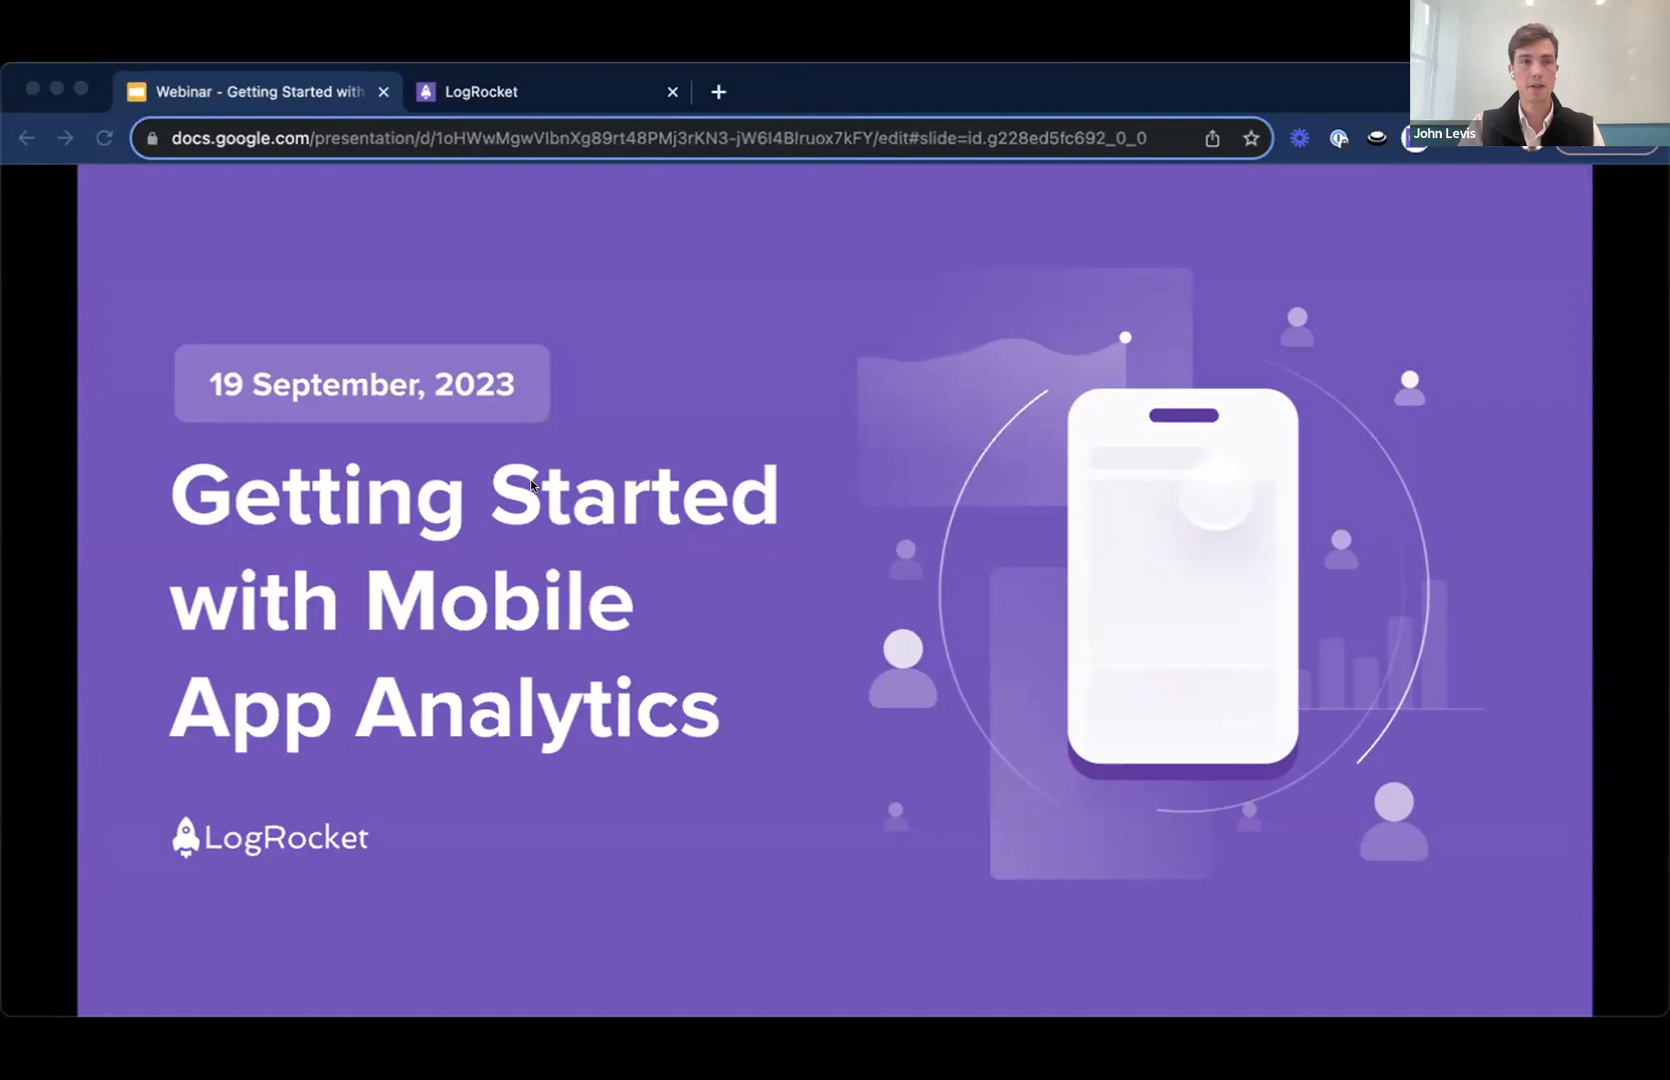 Webinar - Getting Started with
LogRocket
docs.google.com/presentation/d/1oHWwMgwVlbnXg89rt48PMj3rKN3-jW6I4BIruox7kFY/edit#slide=id.g228ed5fc692_0_0
John Levis
19 September, 2023
Getting Started
with Mobile
App Analytics
LogRocket